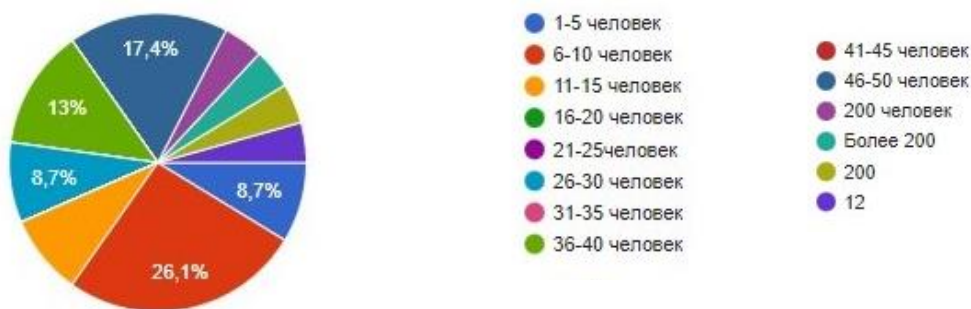 17,4%
13%
8,7%
8,7%
26,1%
1-5 человек
6-10 человек
11-15 человек
16-20 человек
21-25человек
26-30 человек
31-35 человек
36-40 человек
41-45 человек
46-50 человек
200 человек
Более 200
200
12